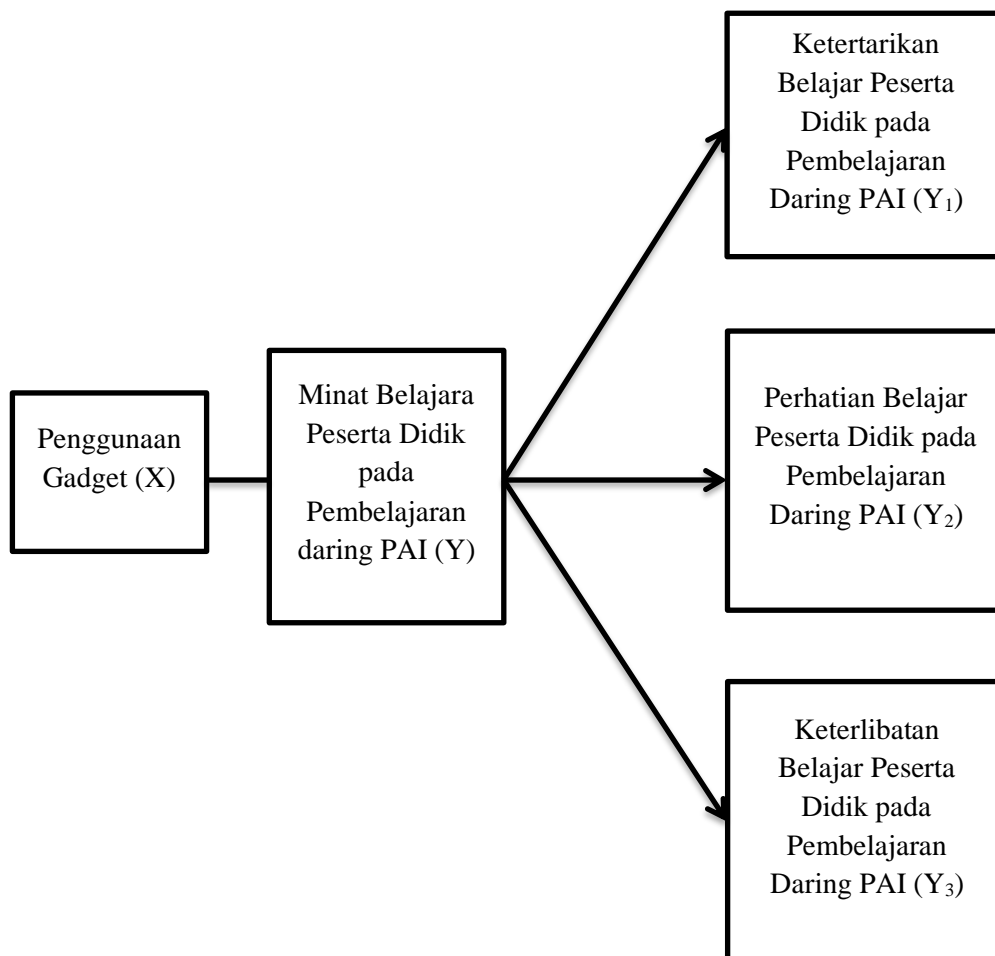 Penggunaan
Gadget (X)
Minat Belajara
Peserta Didik
pada
Pembelajaran
daring PAI (Y)
Ketertarikan
Belajar Peserta
Didik pada
Pembelajaran
Daring PAI (Y₁)
Perhatian Belajar
Peserta Didik pada
Pembelajaran
Daring PAI (Y₂)
Keterlibatan
Belajar Peserta
Didik pada
Pembelajaran
Daring PAI (Y₃)